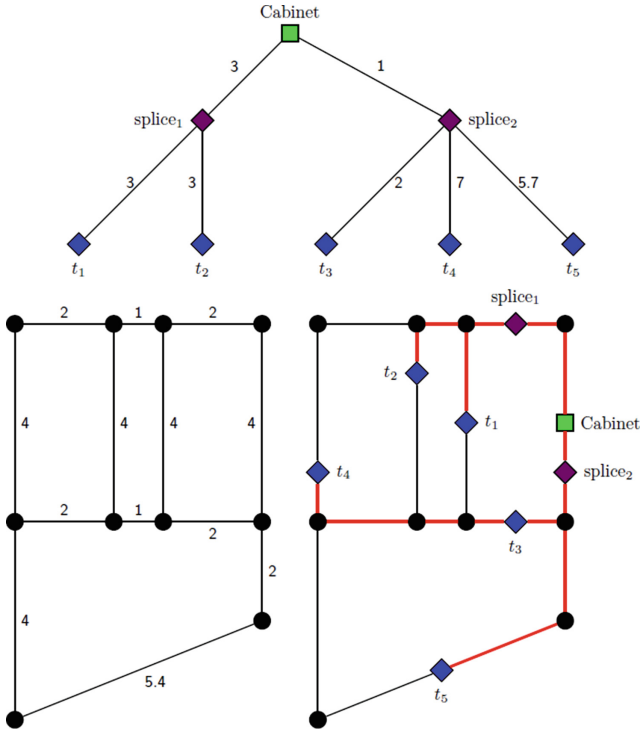 Cabinet
3
1
splice₁
splice₂
3
3
2
7
5.7
t₁
t₂
t₃
t₄
t₅
splice₁
2
1
2
t₂
4
4
4
4
t₁
Cabinet
t₄
splice₂
2
1
2
t₃
2
4
5.4
t₅